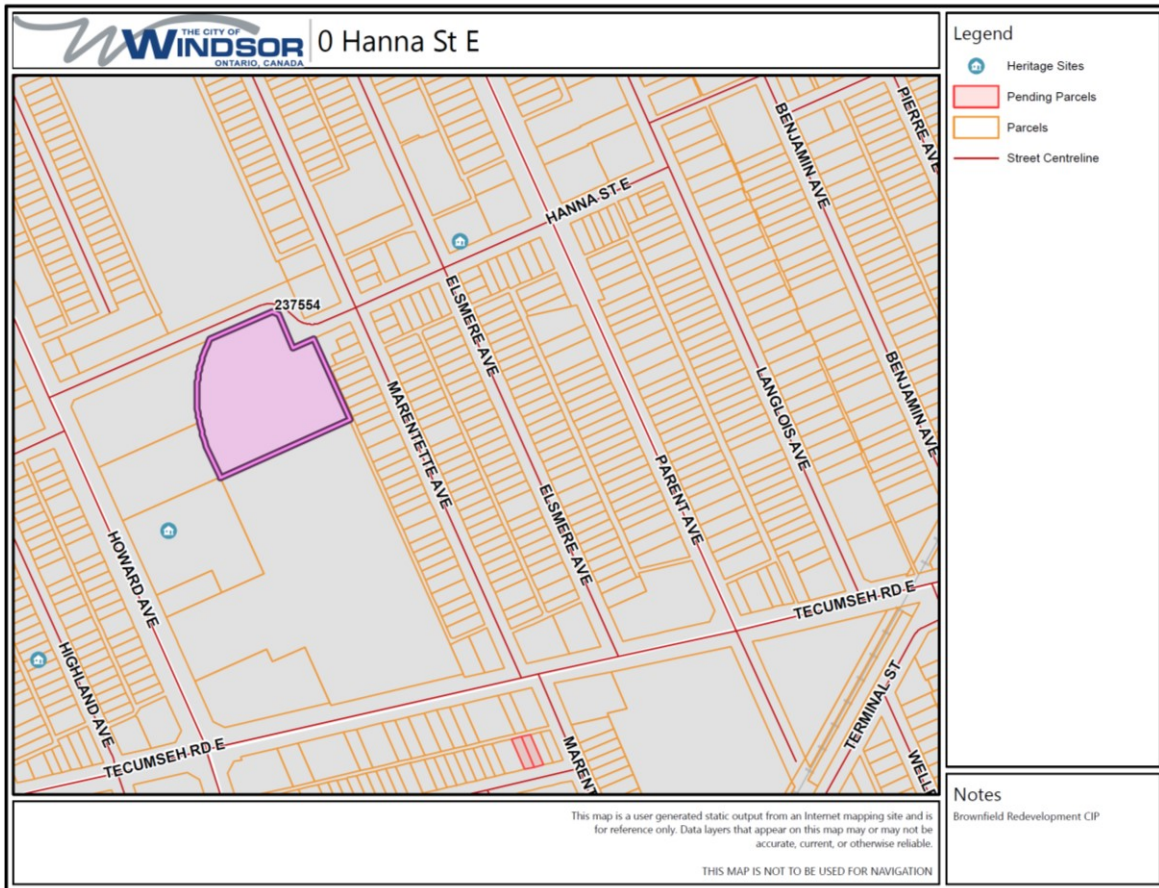 THE CITY OF
WINDSOR
ONTARIO, CANADA
0 Hanna St E
Legend
Heritage Sites
Pending Parcels
Parcels
Street Centreline
PIERRE AVE
BENJAMIN AVE
HANNA ST E
237554
ELSMERE AVE
MARENTETTE AVE
LANGLOIS AVE
BENJAMIN AVE
PARENT AVE
ELSMERE AVE
HOWARD AVE
TECUMSEH RD E
HIGHLAND AVE
TERMINAL ST
TECUMSEH RD E
MARENT
WELL
Notes
Brownfield Redevelopment CIP
This map is a user generated static output from an Internet mapping site and is
for reference only. Data layers that appear on this map may or may not be
accurate, current, or otherwise reliable.
THIS MAP IS NOT TO BE USED FOR NAVIGATION